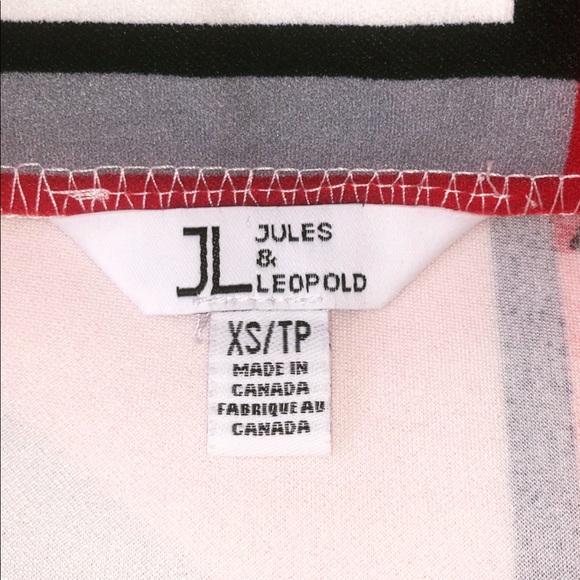 JL JULES
&
LEOPOLD
XS/TP
MADE IN
CANADA
FABRIQUE AU
CANADA